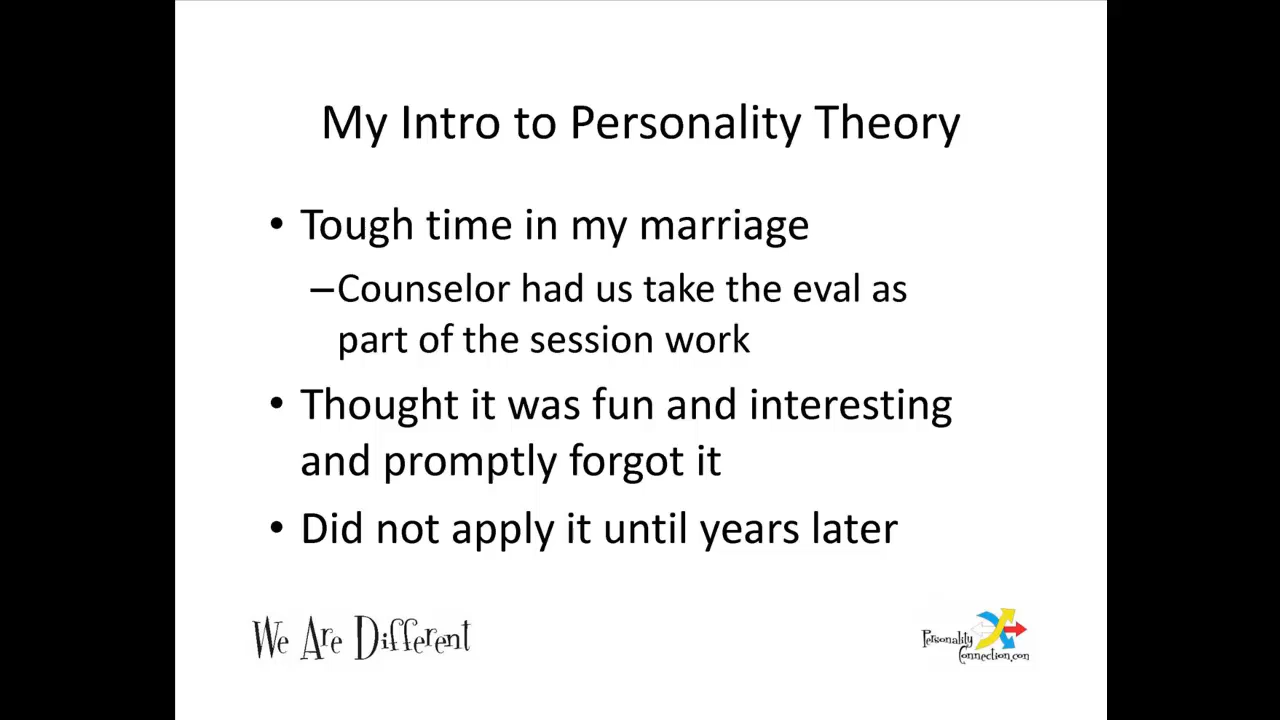 My Intro to Personality Theory
• Tough time in my marriage
–Counselor had us take the eval as
part of the session work
• Thought it was fun and interesting
and promptly forgot it
• Did not apply it until years later
We Are Different
Personality
Connection.com